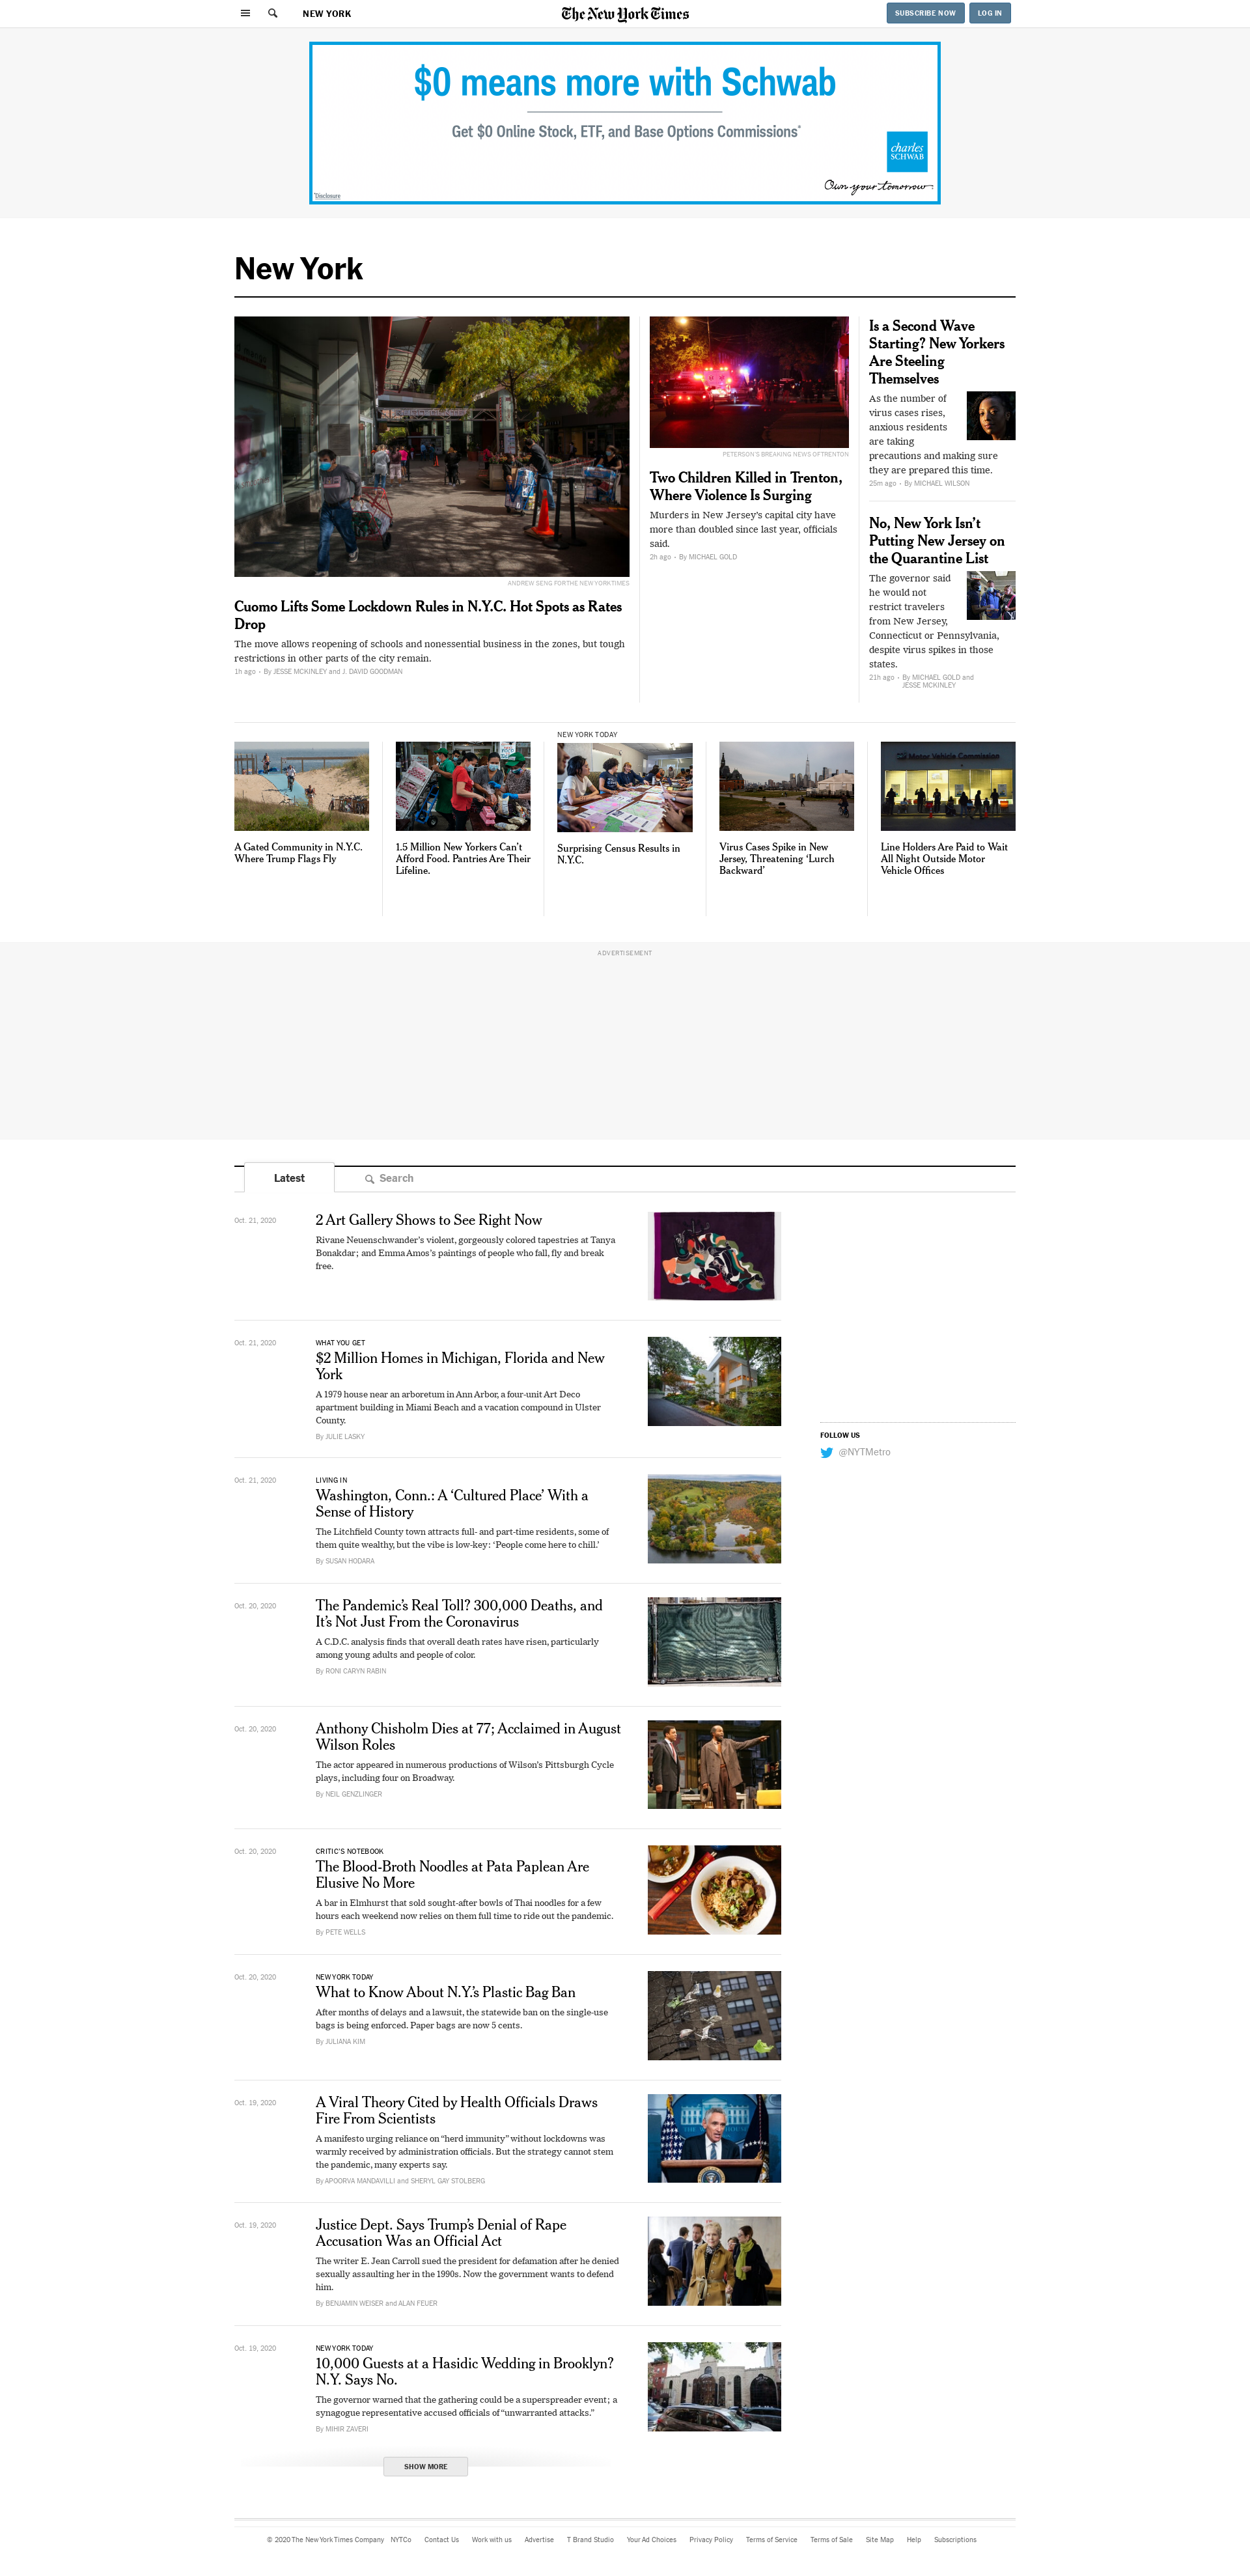 NEW YORK
The New York Times
SUBSCRIBE NOW
LOG IN
$0 means more with Schwab
Get $0 Online Stock, ETF, and Base Options Commissions*
charles
SCHWAB
Own your tomorrow
*Disclosure
New York
ANDREW SENG FOR THE NEW YORK TIMES
Cuomo Lifts Some Lockdown Rules in N.Y.C. Hot Spots as Rates
Drop
The move allows reopening of schools and nonessential business in the zones, but tough
restrictions in other parts of the city remain.
1h ago • By JESSE MCKINLEY and J. DAVID GOODMAN
PETERSON'S BREAKING NEWS OF TRENTON
Two Children Killed in Trenton,
Where Violence Is Surging
Murders in New Jersey's capital city have
more than doubled since last year, officials
said.
2h ago • By MICHAEL GOLD
Is a Second Wave
Starting? New Yorkers
Are Steeling
Themselves
As the number of
virus cases rises,
anxious residents
are taking
precautions and making sure
they are prepared this time.
25m ago • By MICHAEL WILSON
No, New York Isn't
Putting New Jersey on
the Quarantine List
The governor said
he would not
restrict travelers
from New Jersey,
Connecticut or Pennsylvania,
despite virus spikes in those
states.
21h ago • By MICHAEL GOLD and
JESSE MCKINLEY
A Gated Community in N.Y.C.
Where Trump Flags Fly
1.5 Million New Yorkers Can't
Afford Food. Pantries Are Their
Lifeline.
NEW YORK TODAY
Surprising Census Results in
N.Y.C.
Virus Cases Spike in New
Jersey, Threatening ‘Lurch
Backward’
Motor Vehicle Commission
Line Holders Are Paid to Wait
All Night Outside Motor
Vehicle Offices
ADVERTISEMENT
Latest
Search
Oct. 21, 2020
2 Art Gallery Shows to See Right Now
Rivane Neuenschwander's violent, gorgeously colored tapestries at Tanya
Bonakdar; and Emma Amos's paintings of people who fall, fly and break
free.
Oct. 21, 2020
WHAT YOU GET
$2 Million Homes in Michigan, Florida and New
York
A 1979 house near an arboretum in Ann Arbor, a four-unit Art Deco
apartment building in Miami Beach and a vacation compound in Ulster
County.
By JULIE LASKY
FOLLOW US
@NYTMetro
Oct. 21, 2020
LIVING IN
Washington, Conn.: A ‘Cultured Place’ With a
Sense of History
The Litchfield County town attracts full- and part-time residents, some of
them quite wealthy, but the vibe is low-key: ‘People come here to chill.’
By SUSAN HODARA
Oct. 20, 2020
The Pandemic's Real Toll? 300,000 Deaths, and
It's Not Just From the Coronavirus
A C.D.C. analysis finds that overall death rates have risen, particularly
among young adults and people of color.
By RONI CARYN RABIN
Oct. 20, 2020
Anthony Chisholm Dies at 77; Acclaimed in August
Wilson Roles
The actor appeared in numerous productions of Wilson's Pittsburgh Cycle
plays, including four on Broadway.
By NEIL GENZLINGER
Oct. 20, 2020
CRITIC'S NOTEBOOK
The Blood-Broth Noodles at Pata Paplean Are
Elusive No More
A bar in Elmhurst that sold sought-after bowls of Thai noodles for a few
hours each weekend now relies on them full time to ride out the pandemic.
By PETE WELLS
Oct. 20, 2020
NEW YORK TODAY
What to Know About N.Y.'s Plastic Bag Ban
After months of delays and a lawsuit, the statewide ban on the single-use
bags is being enforced. Paper bags are now 5 cents.
By JULIANA KIM
Oct. 19, 2020
A Viral Theory Cited by Health Officials Draws
Fire From Scientists
A manifesto urging reliance on “herd immunity” without lockdowns was
warmly received by administration officials. But the strategy cannot stem
the pandemic, many experts say.
By APOORVA MANDAVILLI and SHERYL GAY STOLBERG
Oct. 19, 2020
Justice Dept. Says Trump's Denial of Rape
Accusation Was an Official Act
The writer E. Jean Carroll sued the president for defamation after he denied
sexually assaulting her in the 1990s. Now the government wants to defend
him.
By BENJAMIN WEISER and ALAN FEUER
Oct. 19, 2020
NEW YORK TODAY
10,000 Guests at a Hasidic Wedding in Brooklyn?
N.Y. Says No.
The governor warned that the gathering could be a superspreader event; a
synagogue representative accused officials of “unwarranted attacks.”
By MIHIR ZAVERI
SHOW MORE
© 2020 The New York Times Company NYTCo Contact Us Work with us Advertise T Brand Studio Your Ad Choices Privacy Policy Terms of Service Terms of Sale Site Map Help Subscriptions